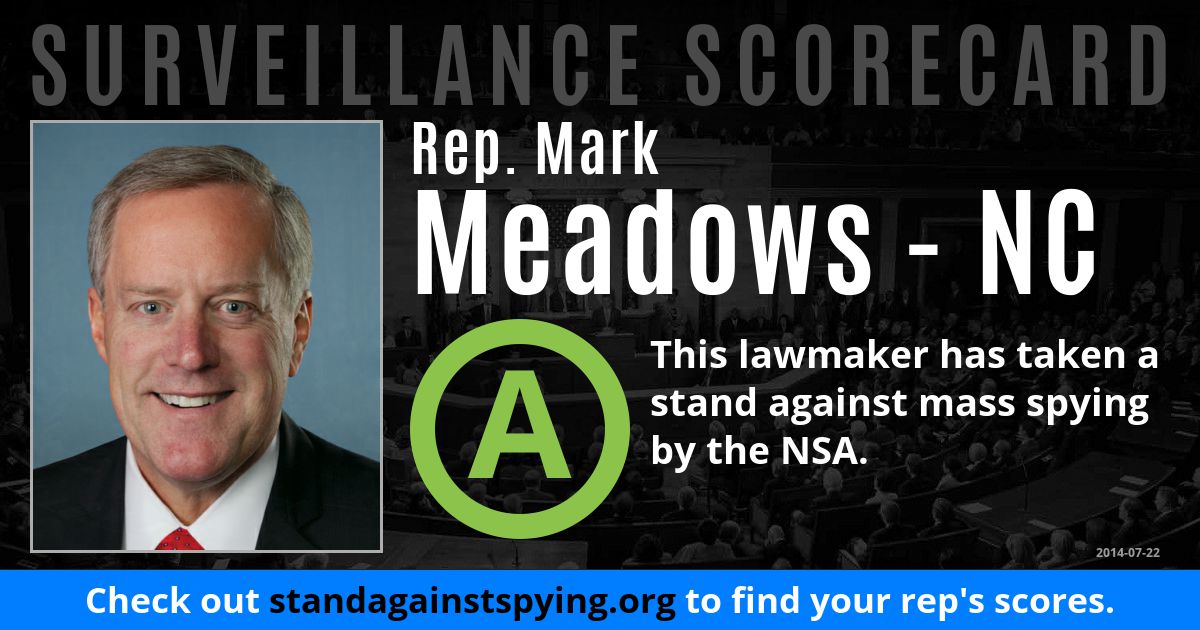 SURVEILLANCE SCORECARD
Rep. Mark
Meadows - NC
A
This lawmaker has taken a
stand against mass spying
by the NSA.
2014-07-22
Check out standagainstspying.org to find your rep's scores.